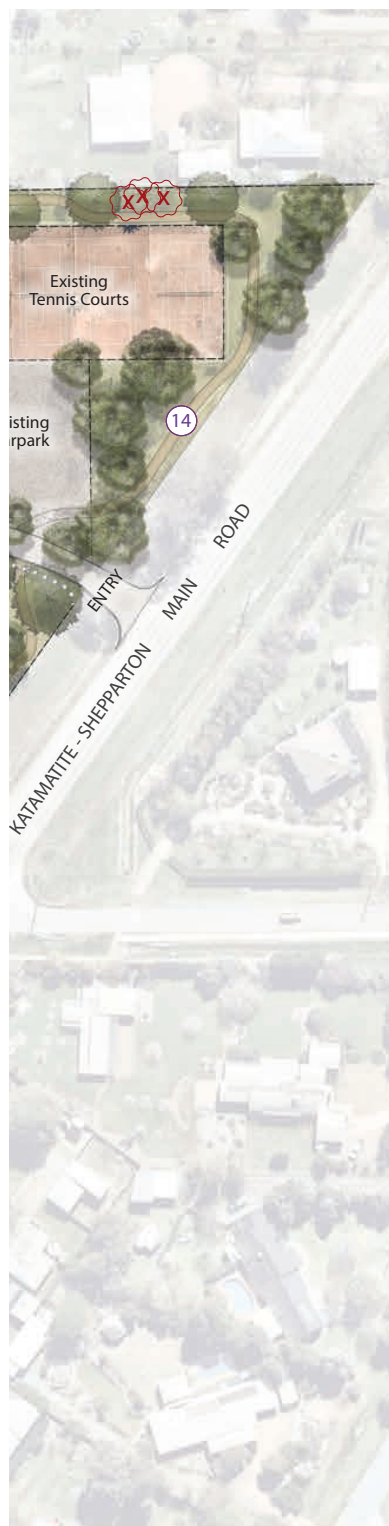 X X X
Existing
Tennis Courts
isting
rpark
14
ENTRY
KATAMATITE - SHEPPARTON MAIN ROAD